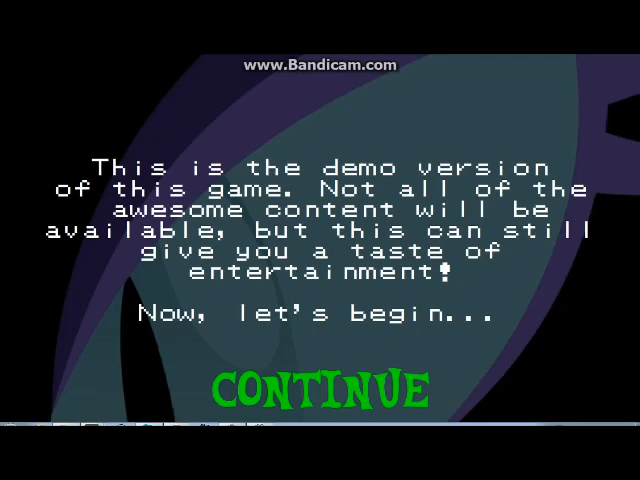 www.Bandicam.com
This is the demo version
of this game. Not all of the
awesome content will be
available, but this can still
give you a taste of
entertainment!
Now, let's begin...
CONTINUE